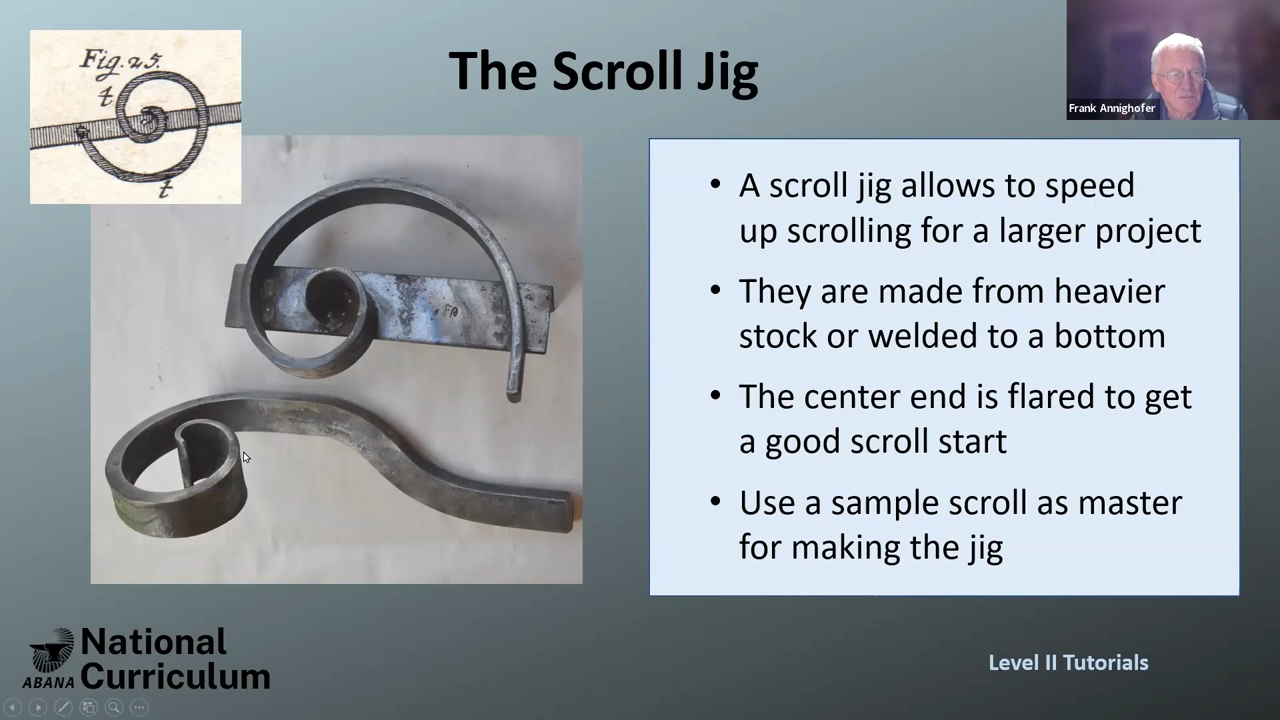 Fig. 25.
t
t
The Scroll Jig
Frank Annighofer
FA
• A scroll jig allows to speed
up scrolling for a larger project
• They are made from heavier
stock or welded to a bottom
• The center end is flared to get
a good scroll start
• Use a sample scroll as master
for making the jig
National
ABANA Curriculum
Level II Tutorials